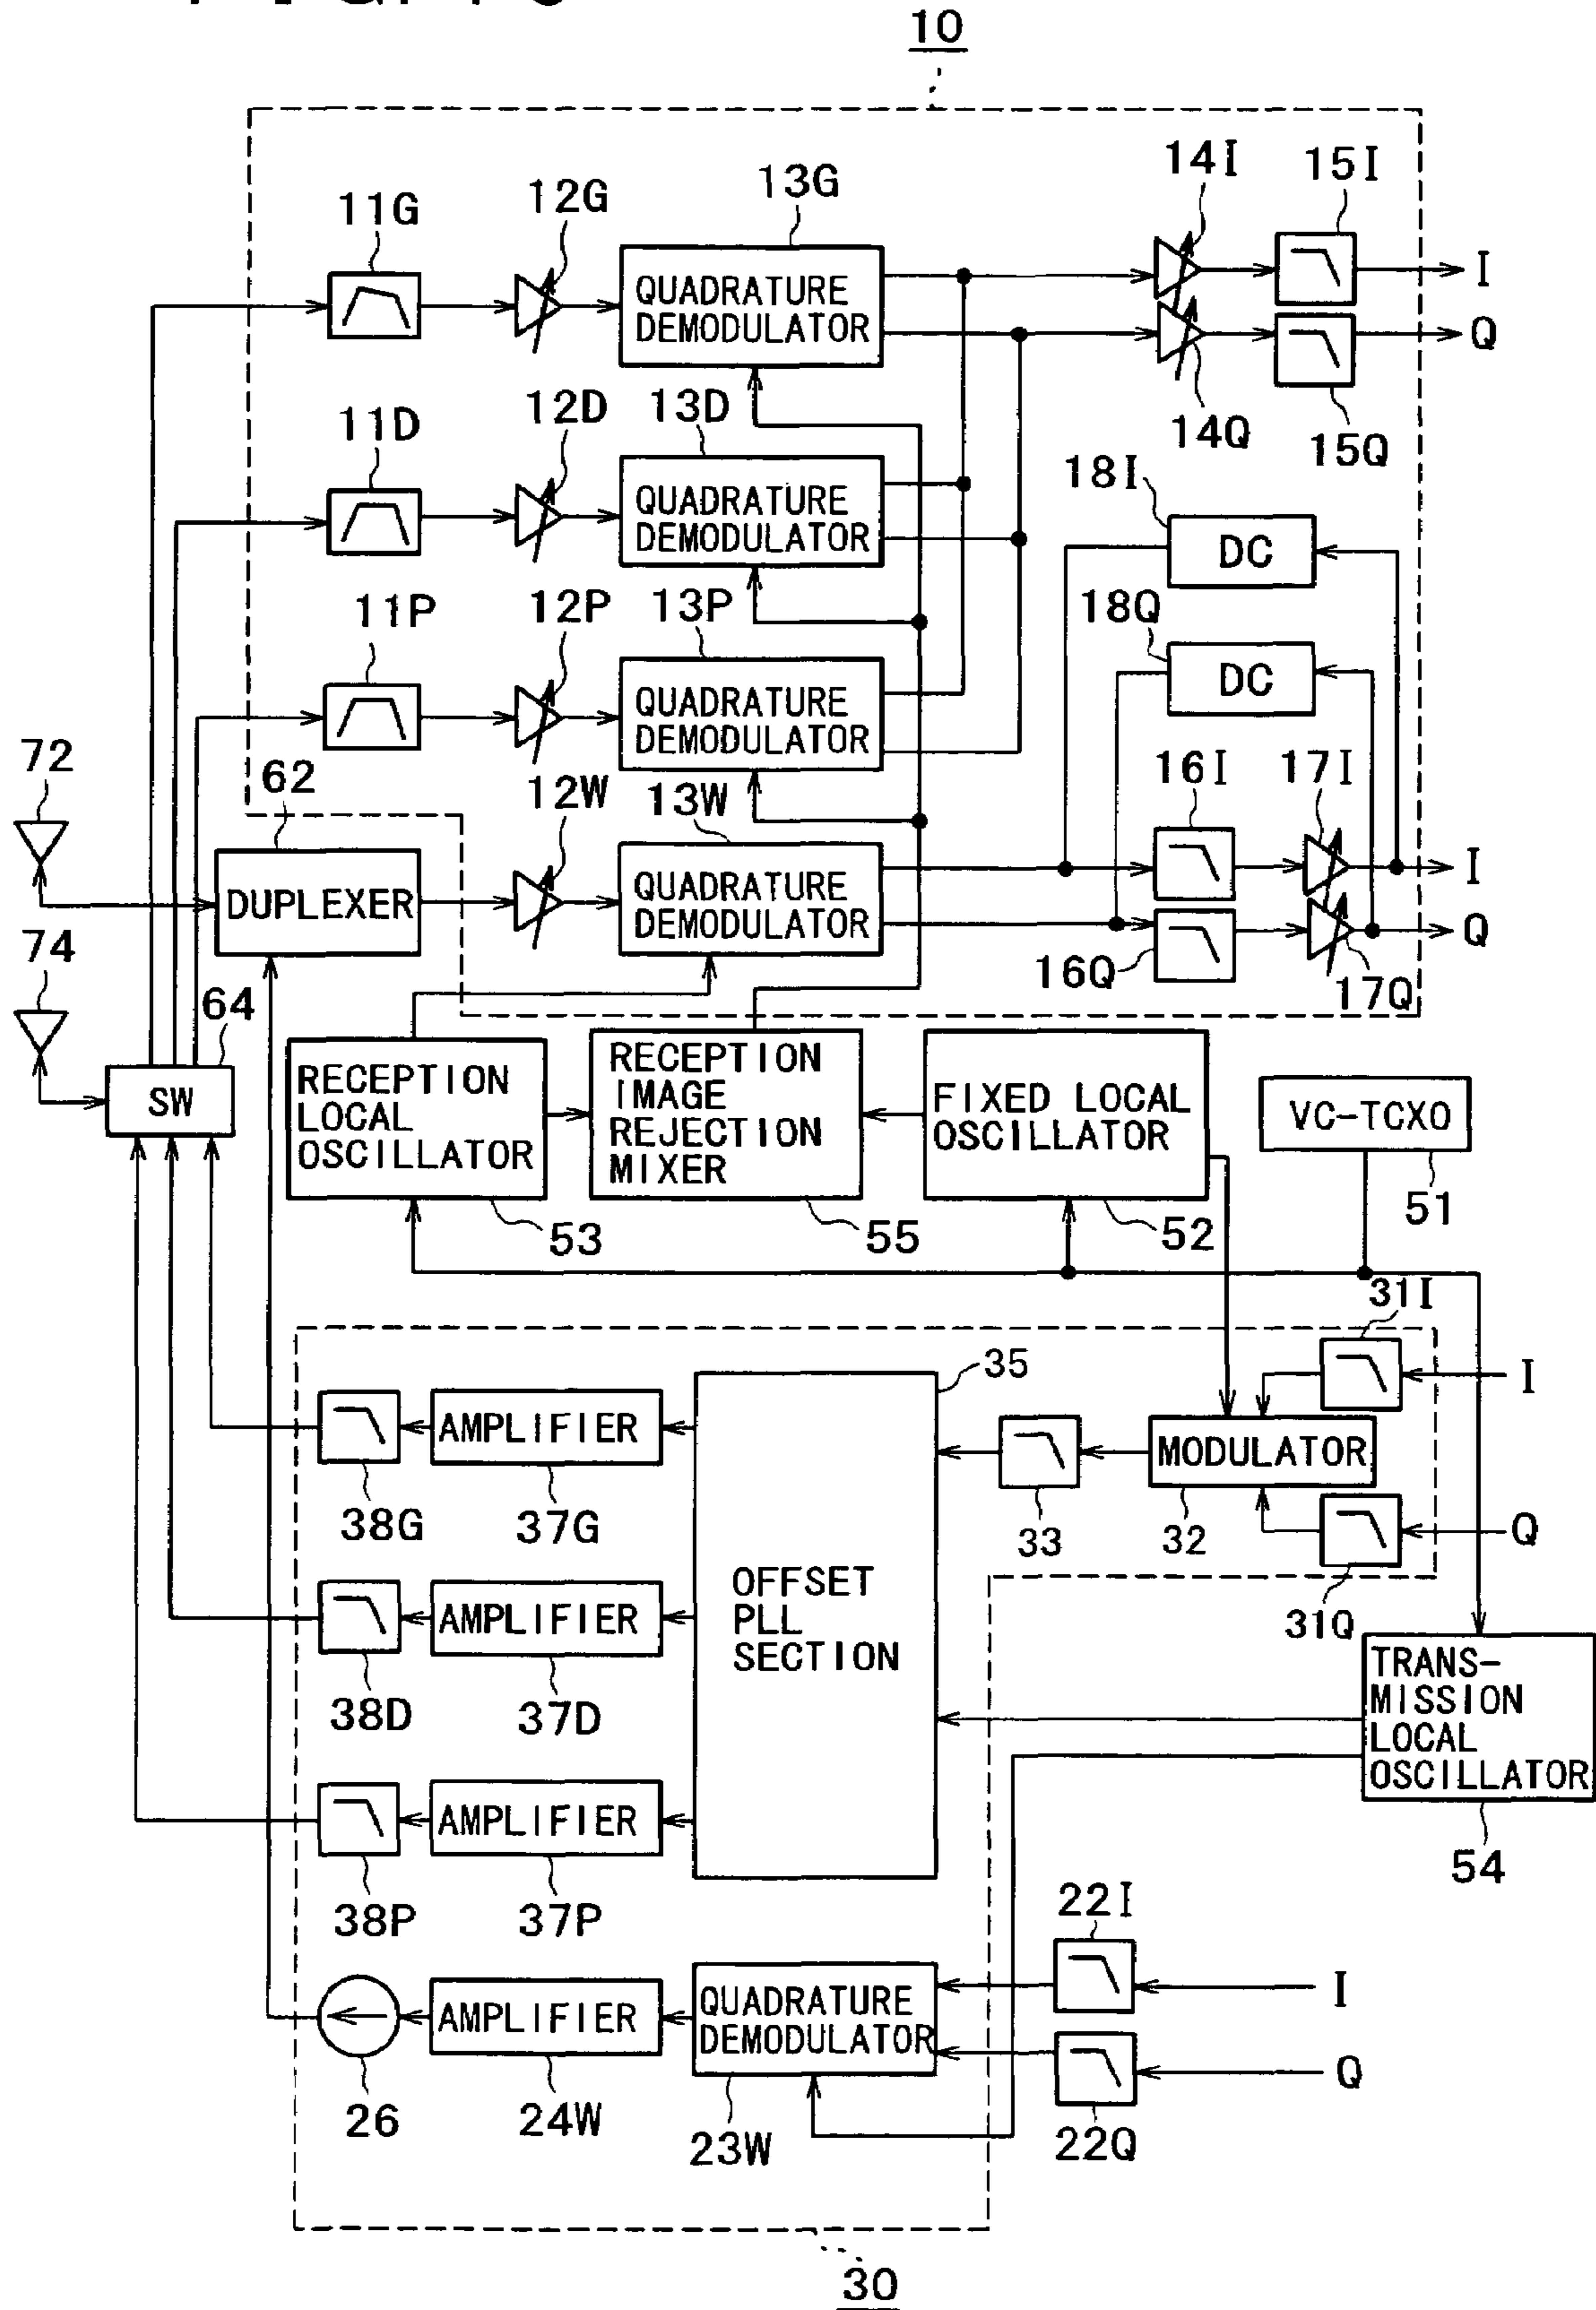 10
11G
12G
13G
14I
15I
QUADRATURE
DEMODULATOR
I
Q
14Q
15Q
11D
12D
13D
QUADRATURE
DEMODULATOR
18I
DC
11P
12P
13P
QUADRATURE
DEMODULATOR
18Q
DC
72
62
12W
13W
16I
17I
DUPLEXER
QUADRATURE
DEMODULATOR
I
Q
16Q
17Q
74
64
SW
RECEPTION
LOCAL
OSCILLATOR
RECEPTION
IMAGE
REJECTION
MIXER
FIXED LOCAL
OSCILLATOR
VC-TCXO
53
55
52
51
31I
35
I
AMPLIFIER
MODULATOR
38G
37G
33
32
Q
31Q
AMPLIFIER
OFFSET
PLL
SECTION
38D
37D
TRANS-
MISSION
LOCAL
OSCILLATOR
54
AMPLIFIER
38P
37P
22I
I
AMPLIFIER
QUADRATURE
DEMODULATOR
Q
26
24W
23W
22Q
30